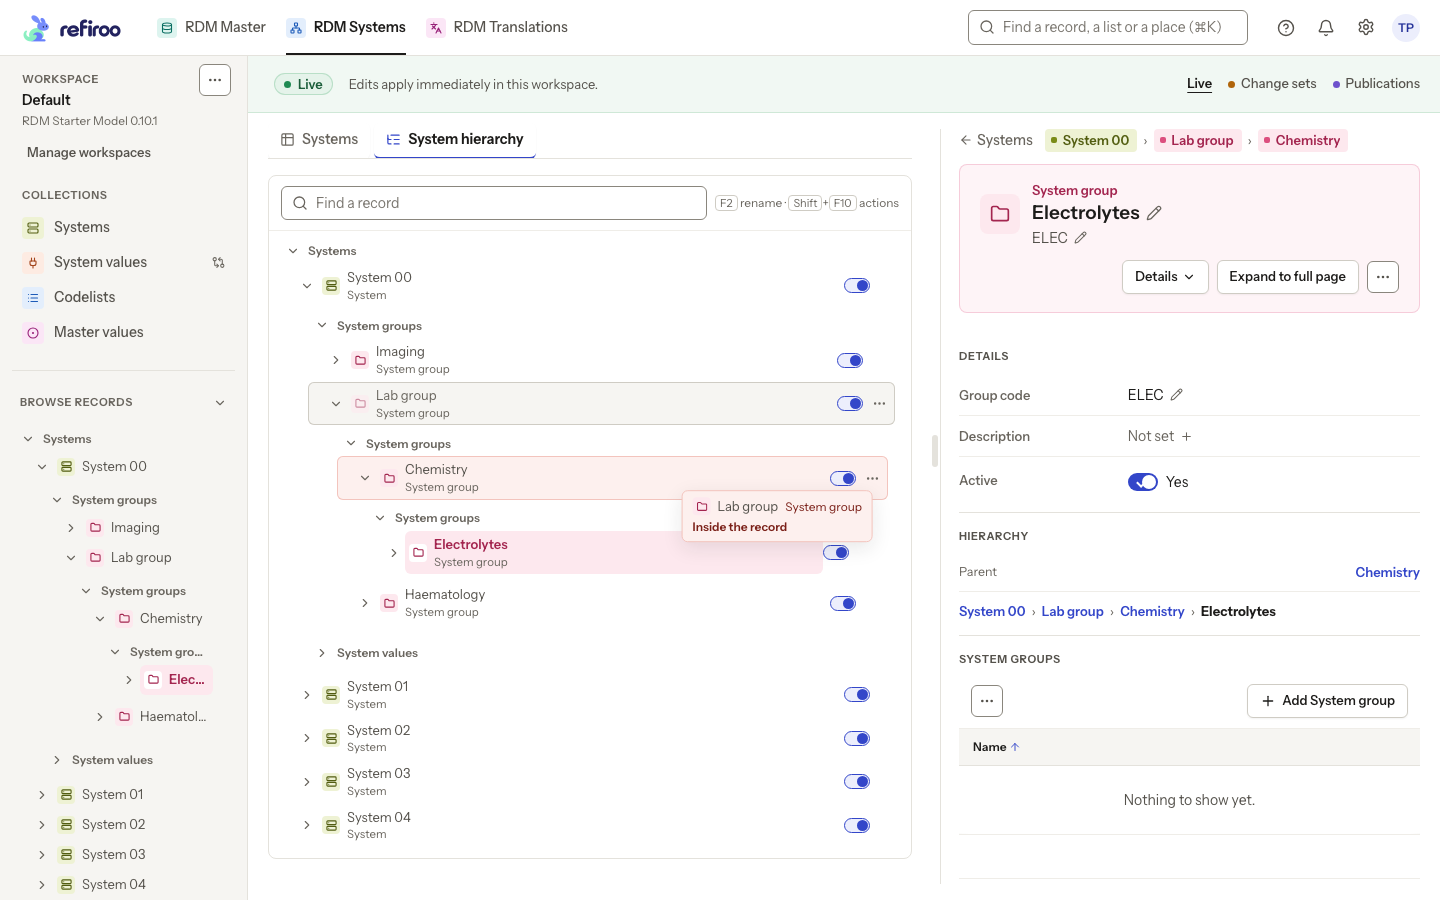 refiroo
RDM Master
RDM Systems
RDM Translations
Find a record, a list or a place (⌘K)
TP
WORKSPACE
Default
RDM Starter Model 0.10.1
Manage workspaces
COLLECTIONS
Systems
System values
Codelists
Master values
BROWSE RECORDS
Systems
System 00
System groups
Imaging
Lab group
System groups
Chemistry
System gro...
Elec...
Haematol...
System values
System 01
System 02
System 03
System 04
Live
Edits apply immediately in this workspace.
Live
Change sets
Publications
Systems
System hierarchy
Find a record
F2 rename · Shift + F10 actions
Systems
System 00
System
System groups
Imaging
System group
Lab group
System group
System groups
Chemistry
System group
System groups
Lab group System group
Inside the record
Electrolytes
System group
Haematology
System group
System values
System 01
System
System 02
System
System 03
System
System 04
System
← Systems System 00 › Lab group › Chemistry
System group
Electrolytes
ELEC
Details
Expand to full page
DETAILS
Group code ELEC
Description Not set +
Active Yes
HIERARCHY
Parent Chemistry
System 00 › Lab group › Chemistry › Electrolytes
SYSTEM GROUPS
+ Add System group
Name ↑
Nothing to show yet.